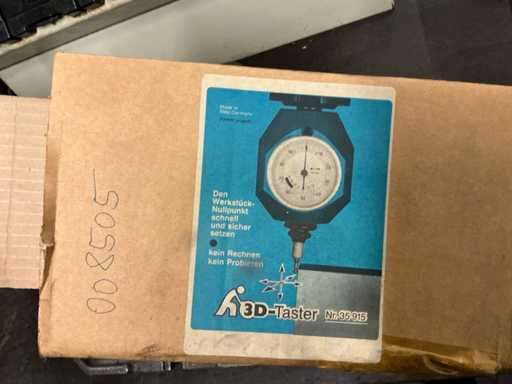 Made in
West Germany
Den
Werkstück-
Nullpunkt
schnell
und sicher
setzen
kein Rechnen
kein Probieren
3D-Taster Nr. 35 915
008505